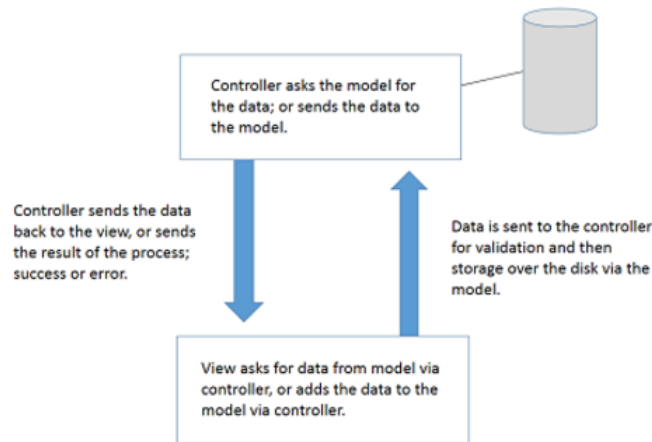 Controller asks the model for
the data; or sends the data to
the model.
Controller sends the data
back to the view, or sends
the result of the process;
success or error.
Data is sent to the controller
for validation and then
storage over the disk via the
model.
View asks for data from model via
controller, or adds the data to the
model via controller.